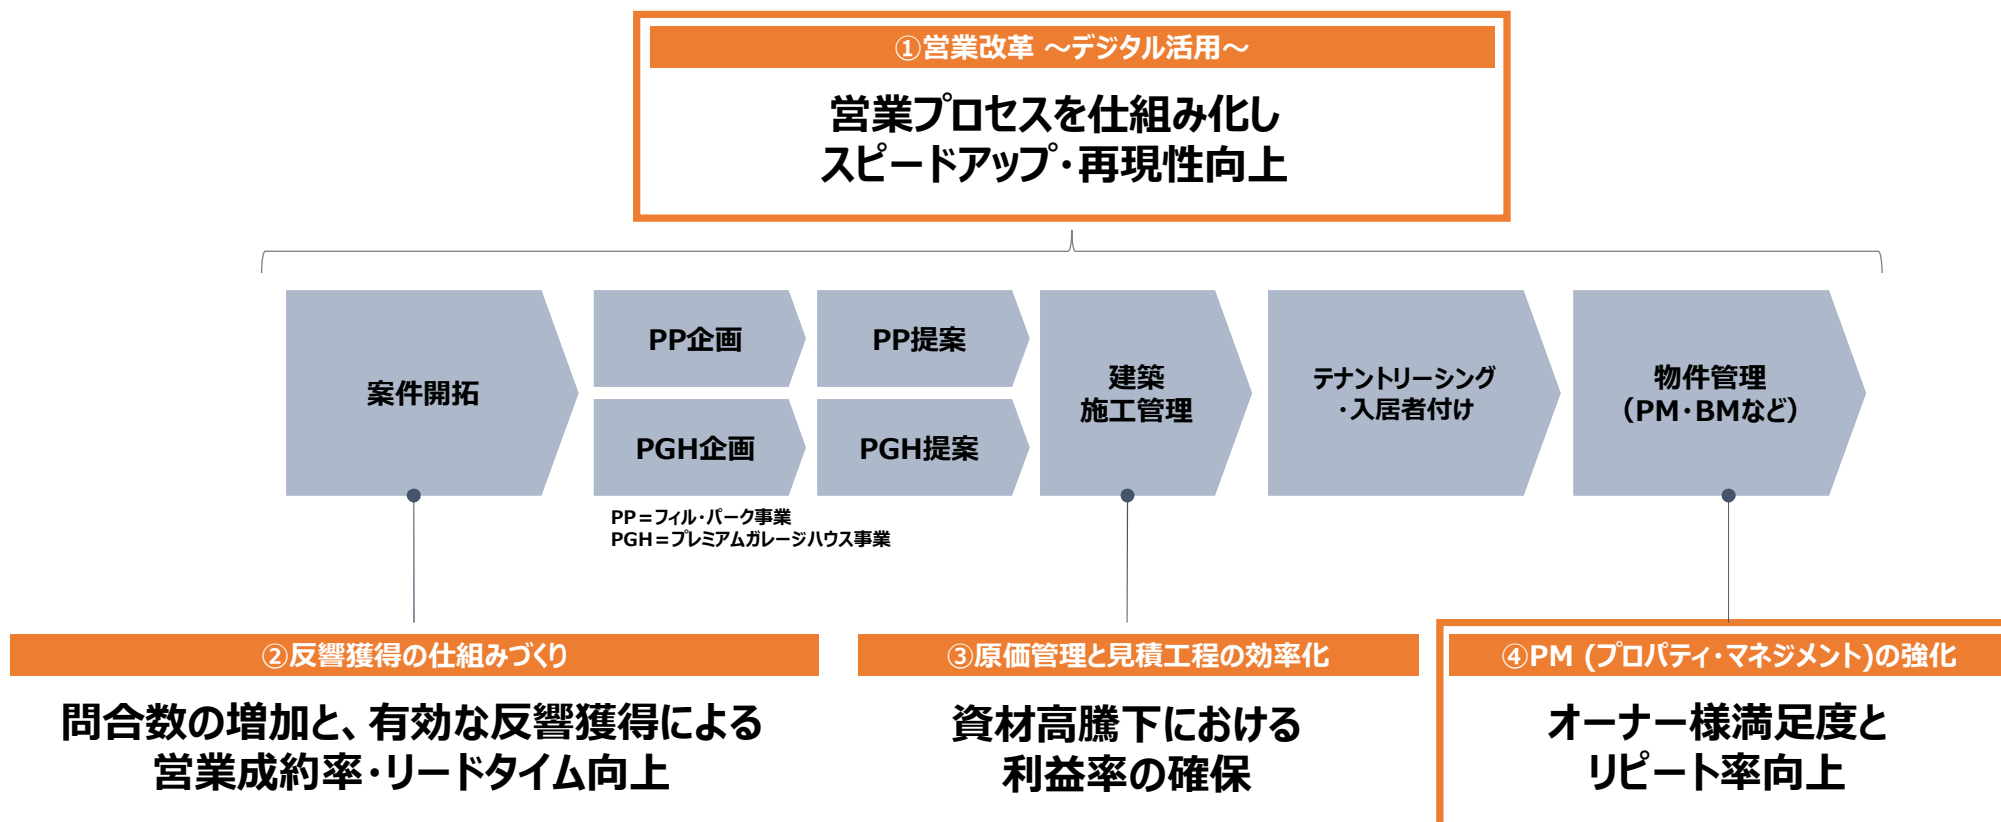 ①営業改革 ～デジタル活用～
営業プロセスを仕組み化し
スピードアップ・再現性向上
案件開拓
PP企画
PP提案
PGH企画
PGH提案
建築
施工管理
テナントリーシング
・入居者付け
物件管理
（PM・BMなど）
PP＝フィル・パーク事業
PGH＝プレミアムガレージハウス事業
②反響獲得の仕組みづくり
問合数の増加と、有効な反響獲得による
営業成約率・リードタイム向上
③原価管理と見積工程の効率化
資材高騰下における
利益率の確保
④PM (プロパティ・マネジメント)の強化
オーナー様満足度と
リピート率向上